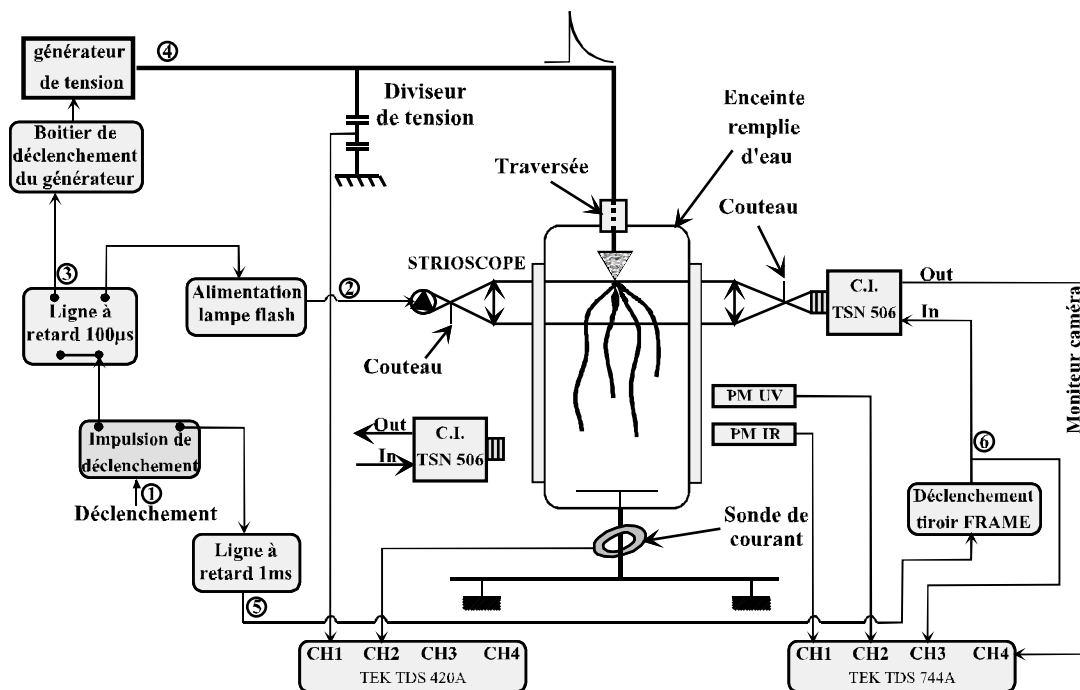 générateur
de tension
④
Diviseur
de tension
Enceinte
remplie
d'eau
Boitier de
déclenchement
du générateur
Traversée
Couteau
③
STRIOSCOPE
Alimentation
lampe flash
②
C.I.
TSN 506
Out
In
Ligne à
retard 100µs
Couteau
Moniteur caméra
PM UV
PM IR
Out
In
C.I.
TSN 506
Impulsion de
déclenchement
①
Déclenchement
⑥
Déclenchement
tiroir FRAME
Sonde de
courant
Ligne à
retard 1ms
⑤
CH1 CH2 CH3 CH4
TEK TDS 420A
CH1 CH2 CH3 CH4
TEK TDS 744A